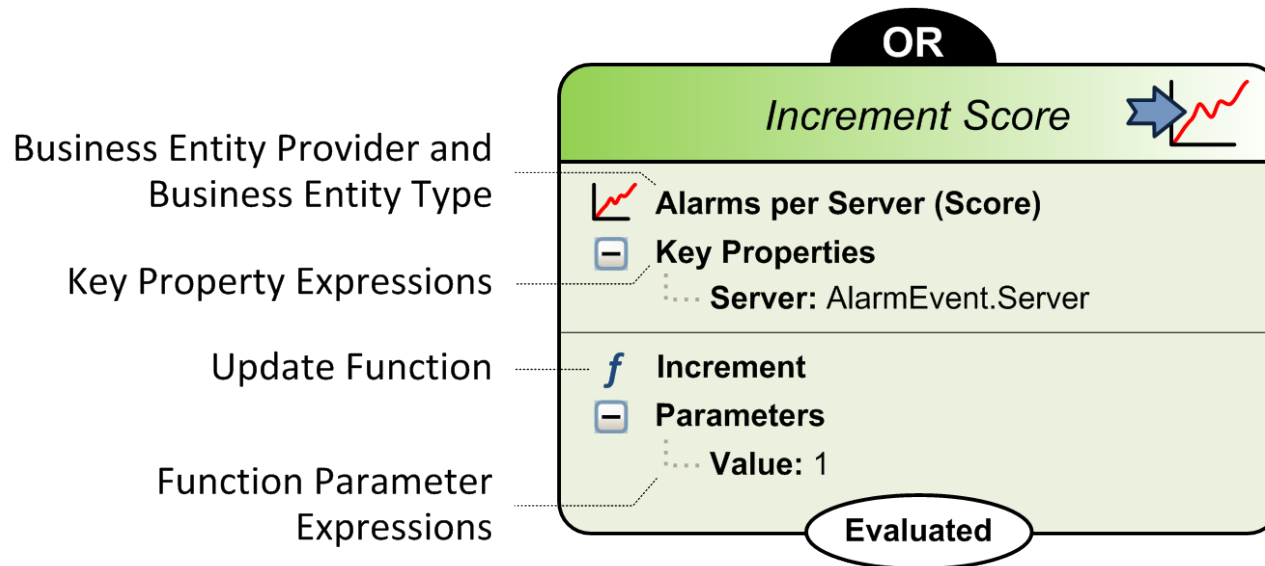 OR
Increment Score
Business Entity Provider and
Business Entity Type
Alarms per Server (Score)
Key Property Expressions
Key Properties
Server: AlarmEvent.Server
Update Function
f Increment
Parameters
Value: 1
Function Parameter
Expressions
Evaluated